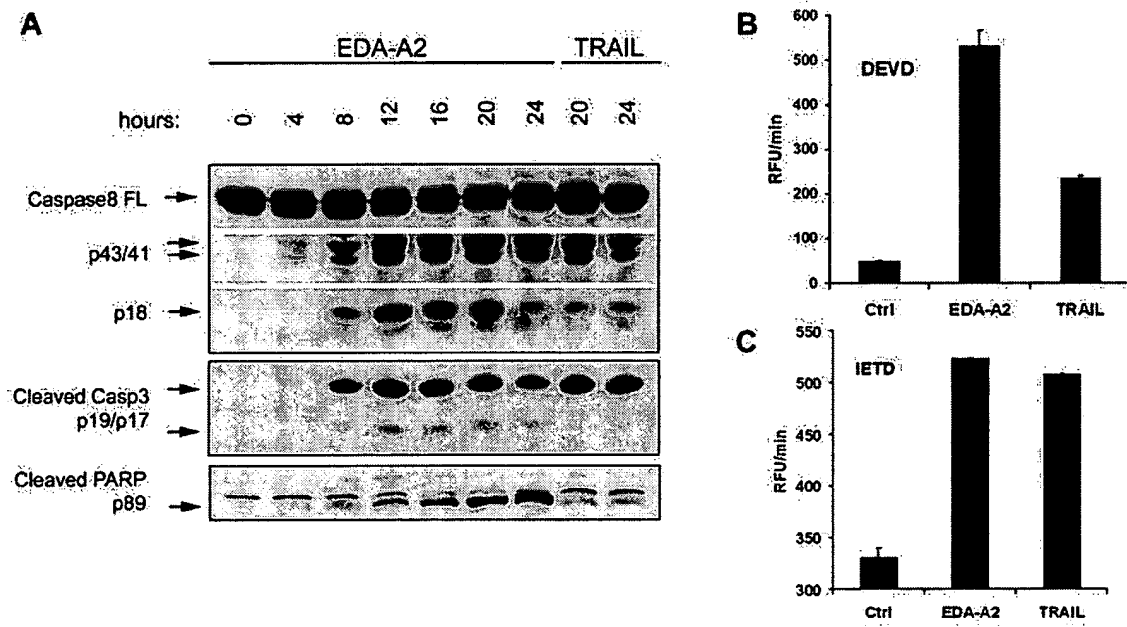 A
EDA-A2 TRAIL
hours: 0 4 8 12 16 20 24 20 24
Caspase8 FL
p43/41
p18
Cleaved Casp3
p19/p17
Cleaved PARP
p89
B
DEVD
RFU/min
600
500
400
300
200
100
0
Ctrl EDA-A2 TRAIL
C
IETD
RFU/min
550
500
450
400
350
300
Ctrl EDA-A2 TRAIL